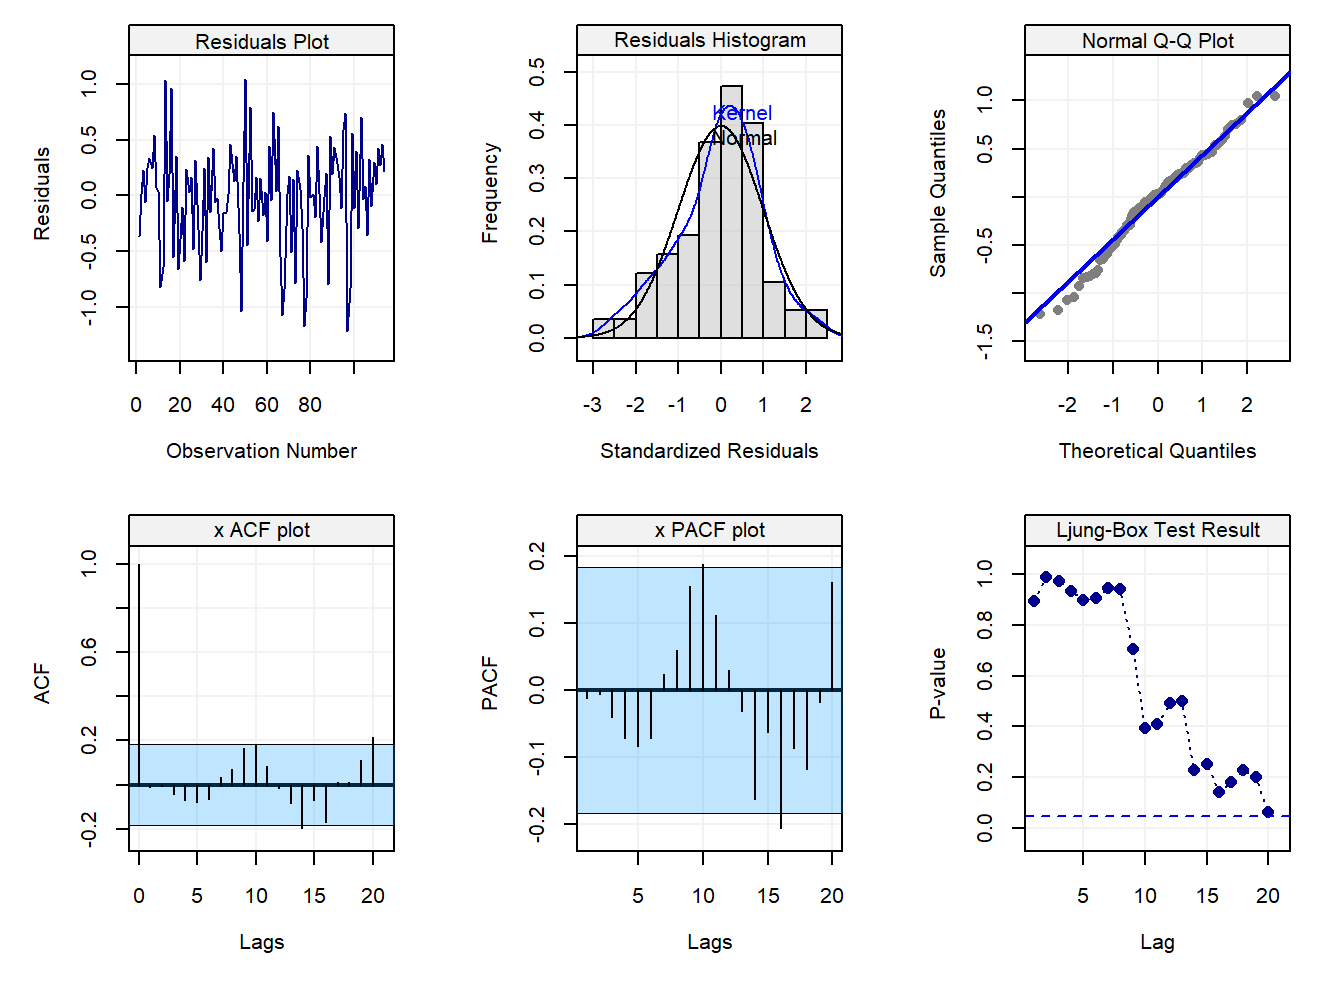 Residuals Plot
Residuals
1.0
0.5
0.0
-0.5
-1.0
0 20 40 60 80
Observation Number
Residuals Histogram
Frequency
0.5
0.4
0.3
0.2
0.1
0.0
Kernel
Normal
-3 -2 -1 0 1 2
Standardized Residuals
Normal Q-Q Plot
Sample Quantiles
1.0
0.5
-0.5
-1.5
-2 -1 0 1 2
Theoretical Quantiles
x ACF plot
ACF
1.0
0.6
0.2
-0.2
0 5 10 15 20
Lags
x PACF plot
PACF
0.2
0.1
0.0
-0.1
-0.2
5 10 15 20
Lags
Ljung-Box Test Result
P-value
1.0
0.8
0.6
0.4
0.2
0.0
5 10 15 20
Lag